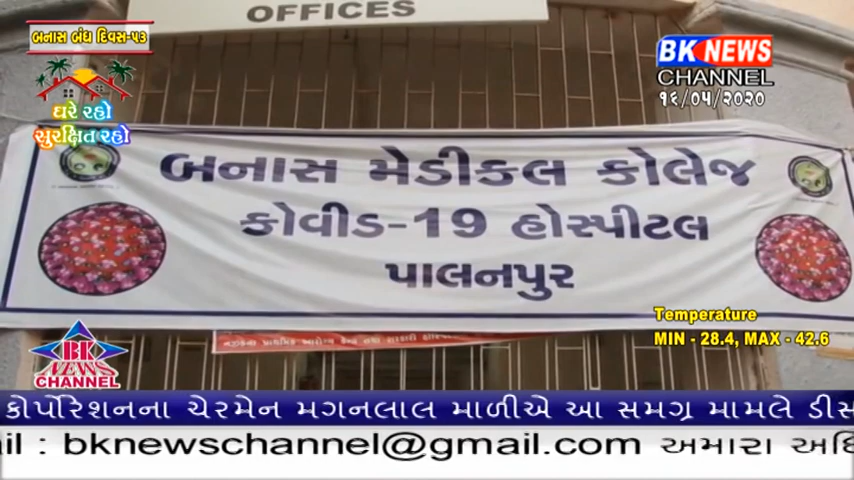 OFFICES
બનાસ બંધ દિવસ-૫૩
ઘરે રહો
સુરક્ષિત રહો
BK NEWS
CHANNEL
૧૬/૦૫/૨૦૨૦
બનાસ મેડીકલ કોલેજ
કોવીડ-19 હોસ્પીટલ
પાલનપુર
Temperature
MIN - 28.4, MAX - 42.6
BK
NEWS
CHANNEL
કોર્પોરેશનના ચેરમેન મગનલાલ માળીએ આ સમગ્ર મામલે ડીસ
il : bknewschannel@gmail.com અમારા અધિ